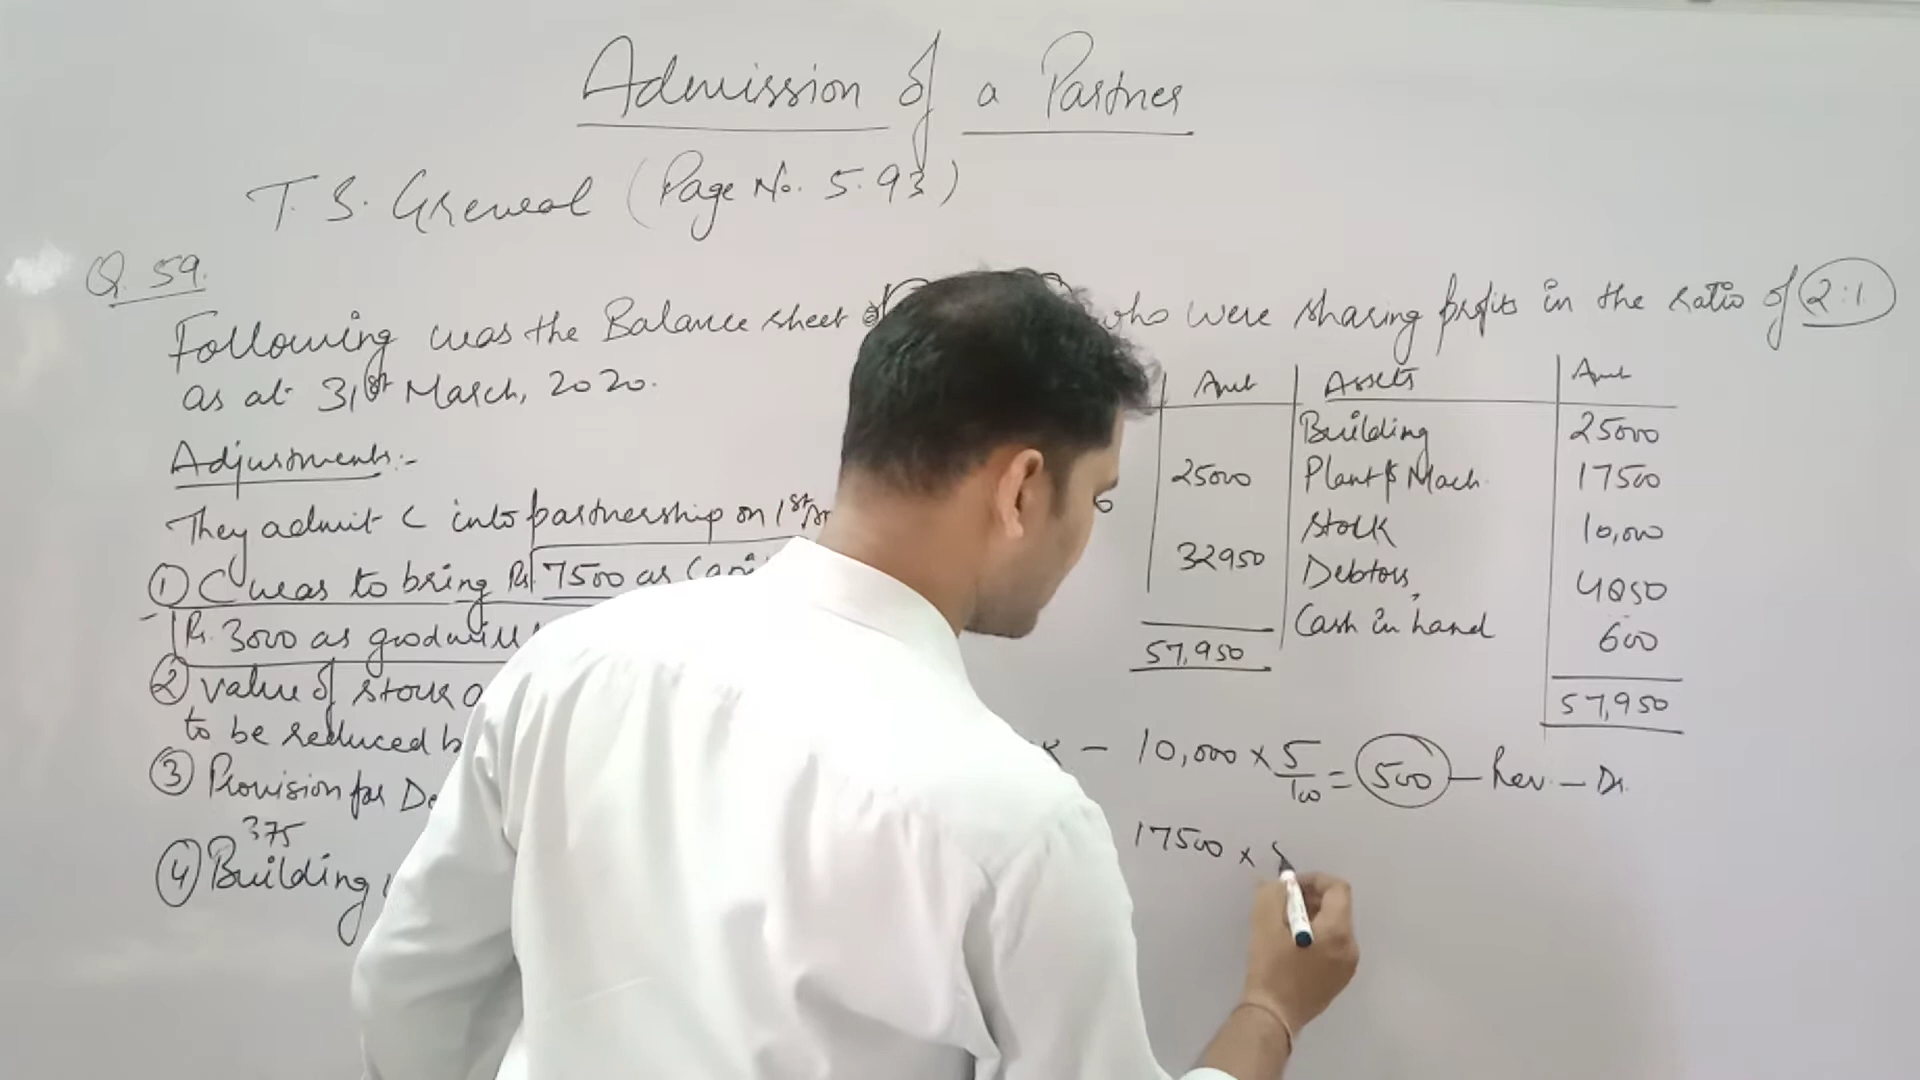 Admission of a Partner
T.S. Grewal (Page No. 5.93)
Q. 59.
Following was the Balance sheet of who were sharing profits in the ratio of 2:1
as at 31st March, 2020.
Adjustments:-
They admit C into partnership on 1st
① C was to bring Rs 7500 as
Rs. 3000 as goodwill
② Value of stock
to be reduced
③ Provision for
375
④ Building
Amt Assets Amt
Building 25000
25000 Plant & Mach. 17500
Stock 10,000
32950 Debtors 4850
Cash in hand 600
57,950 57,950
- 10,000 × 5/100 = 500 - Rev. - Dr.
17500 ×